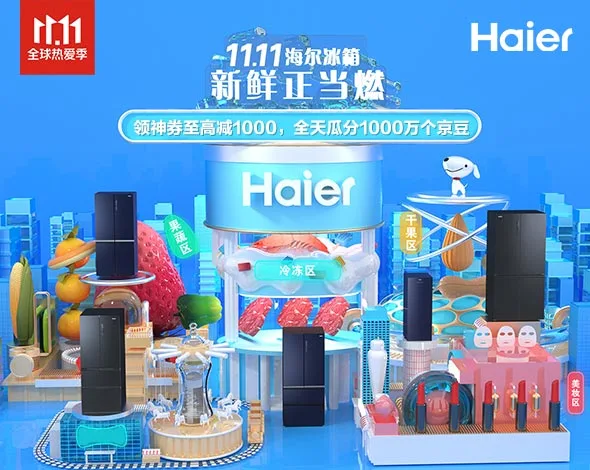 11.11
全球热爱季
Haier
11.11 海尔冰箱
新鲜正当燃
领神券至高减1000，全天瓜分1000万个京豆
Haier
果蔬区
干果区
冷冻区
美妆区